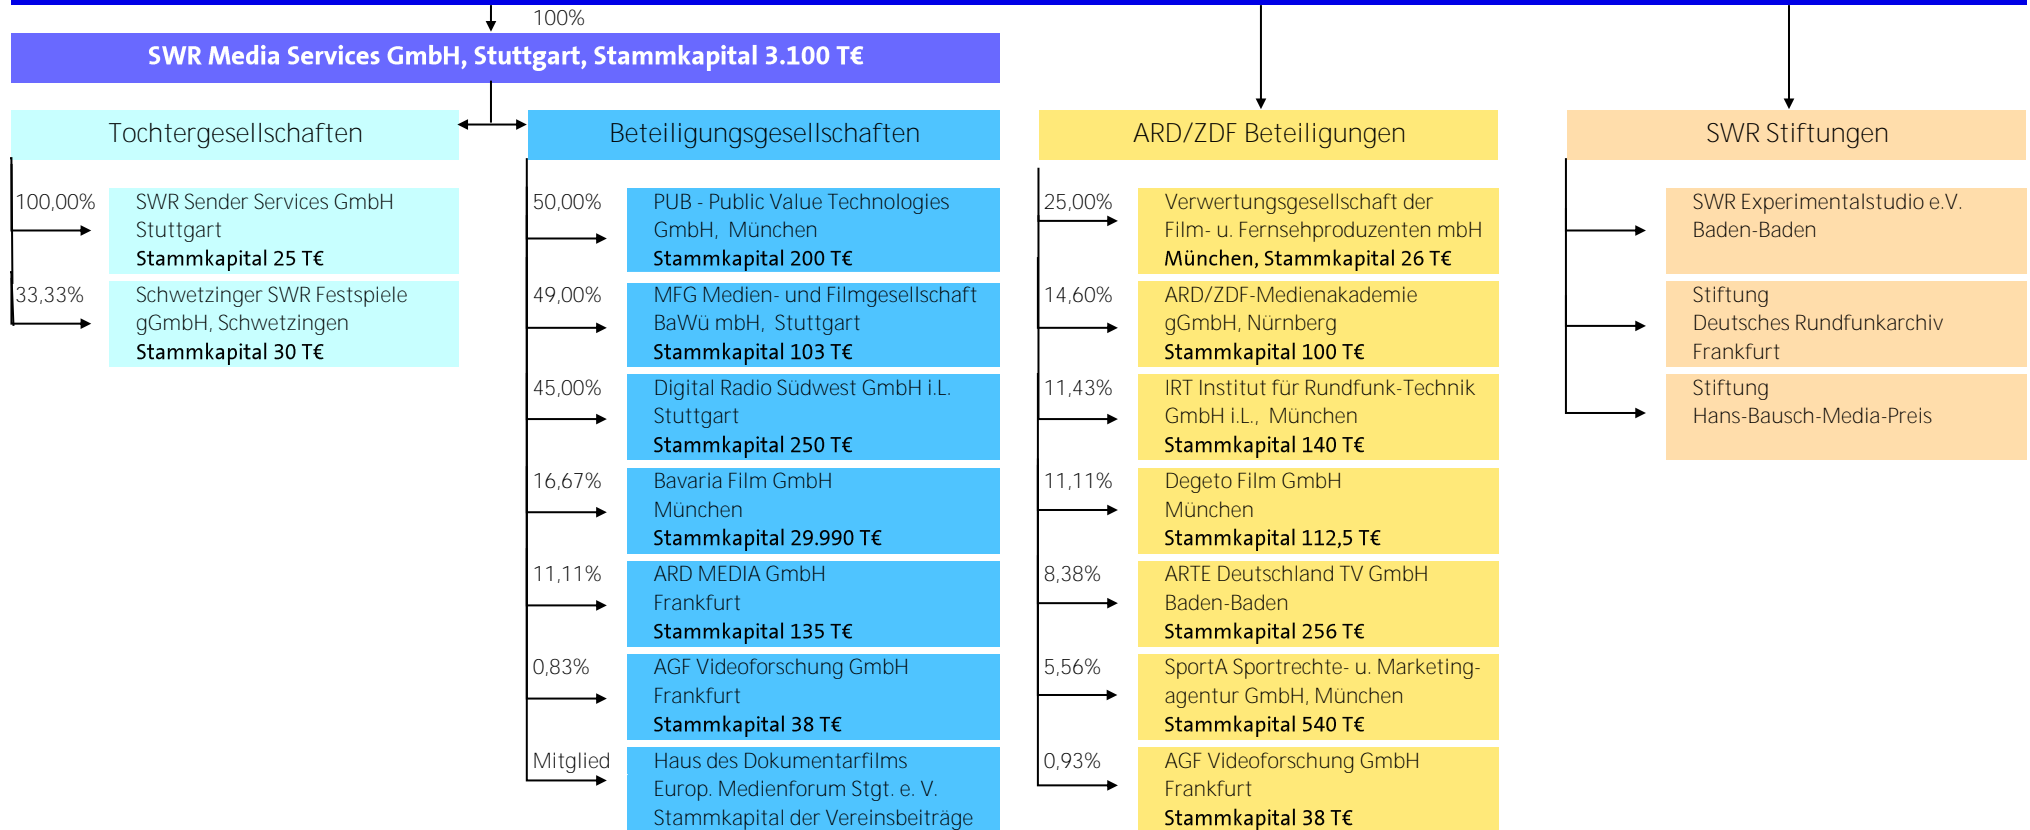 100%
SWR Media Services GmbH, Stuttgart, Stammkapital 3.100 T€
Tochtergesellschaften
100,00%
SWR Sender Services GmbH
Stuttgart
Stammkapital 25 T€
33,33%
Schwetzinger SWR Festspiele
gGmbH, Schwetzingen
Stammkapital 30 T€
Beteiligungsgesellschaften
50,00%
PUB - Public Value Technologies
GmbH, München
Stammkapital 200 T€
49,00%
MFG Medien- und Filmgesellschaft
BaWü mbH, Stuttgart
Stammkapital 103 T€
45,00%
Digital Radio Südwest GmbH i.L.
Stuttgart
Stammkapital 250 T€
16,67%
Bavaria Film GmbH
München
Stammkapital 29.990 T€
11,11%
ARD MEDIA GmbH
Frankfurt
Stammkapital 135 T€
0,83%
AGF Videoforschung GmbH
Frankfurt
Stammkapital 38 T€
Mitglied
Haus des Dokumentarfilms
Europ. Medienforum Stgt. e. V.
Stammkapital der Vereinsbeiträge
ARD/ZDF Beteiligungen
25,00%
Verwertungsgesellschaft der
Film- u. Fernsehproduzenten mbH
München, Stammkapital 26 T€
14,60%
ARD/ZDF-Medienakademie
gGmbH, Nürnberg
Stammkapital 100 T€
11,43%
IRT Institut für Rundfunk-Technik
GmbH i.L., München
Stammkapital 140 T€
11,11%
Degeto Film GmbH
München
Stammkapital 112,5 T€
8,38%
ARTE Deutschland TV GmbH
Baden-Baden
Stammkapital 256 T€
5,56%
SportA Sportrechte- u. Marketing-
agentur GmbH, München
Stammkapital 540 T€
0,93%
AGF Videoforschung GmbH
Frankfurt
Stammkapital 38 T€
SWR Stiftungen
SWR Experimentalstudio e.V.
Baden-Baden
Stiftung
Deutsches Rundfunkarchiv
Frankfurt
Stiftung
Hans-Bausch-Media-Preis